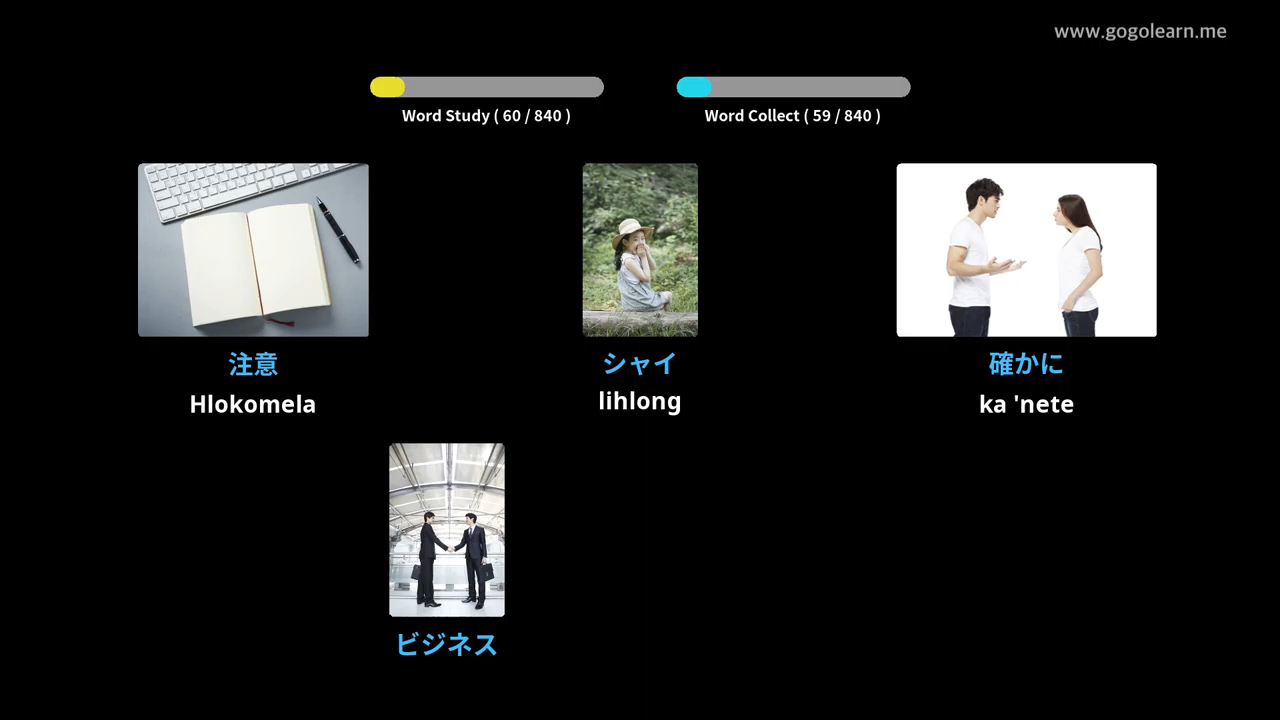 www.gogolearn.me
Word Study ( 60 / 840 )
Word Collect ( 59 / 840 )
注意
Hlokomela
シャイ
lihlong
確かに
ka 'nete
ビジネス